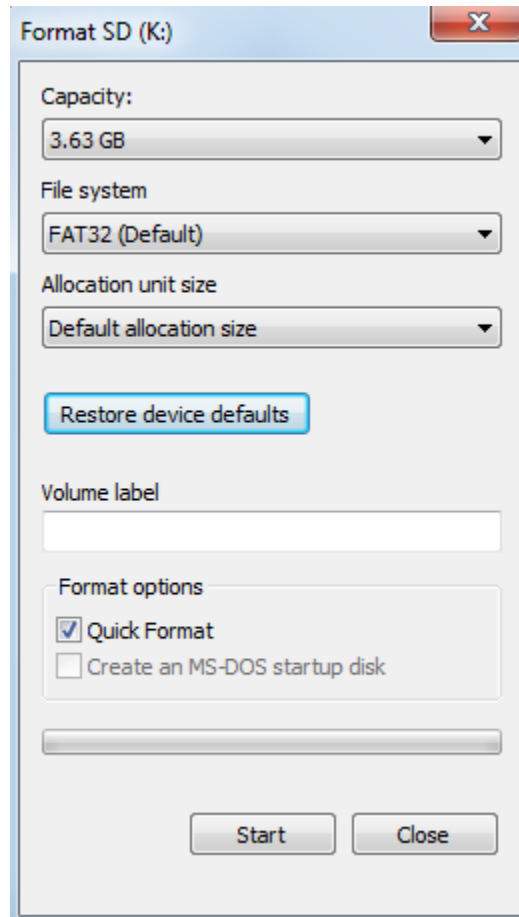 Format SD (K:)
Capacity:
3.63 GB
File system
FAT32 (Default)
Allocation unit size
Default allocation size
Restore device defaults
Volume label
Format options
Quick Format
Create an MS-DOS startup disk
Start Close